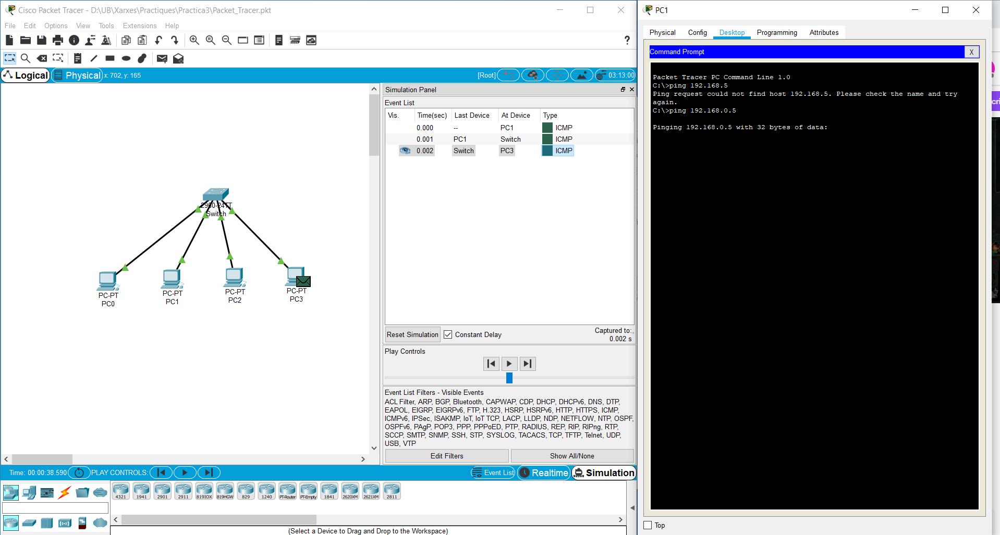 Cisco Packet Tracer - D:\UB\Xarxes\Practiques\Practica3\Packet_Tracer.pkt
File Edit Options View Tools Extensions Help
?
Logical Physical x: 702, y: 165 [Root] 03:13:00
2960-24TT
Switch
PC-PT
PC0
PC-PT
PC1
PC-PT
PC2
PC-PT
PC3
Simulation Panel
Event List
Vis. Time(sec) Last Device At Device Type
0.000 -- PC1 ICMP
0.001 PC1 Switch ICMP
0.002 Switch PC3 ICMP
Reset Simulation Constant Delay Captured to:
0.002 s
Play Controls
Event List Filters - Visible Events
ACL Filter, ARP, BGP, Bluetooth, CAPWAP, CDP, DHCP, DHCPv6, DNS, DTP,
EAPOL, EIGRP, EIGRPv6, FTP, H.323, HSRP, HSRPv6, HTTP, HTTPS, ICMP,
ICMPv6, IPSec, ISAKMP, IoT, IoT TCP, LACP, LLDP, NDP, NETFLOW, NTP, OSPF,
OSPFv6, PAgP, POP3, PPP, PPPoED, PTP, RADIUS, REP, RIP, RIPng, RTP,
SCCP, SMTP, SNMP, SSH, STP, SYSLOG, TACACS, TCP, TFTP, Telnet, UDP,
USB, VTP
Edit Filters Show All/None
Time: 00:00:38.590 PLAY CONTROLS: Event List Realtime Simulation
4321 1941 2901 2911 819IOX 819HGW 829 1240 PT-Router PT-Empty 1841 2620XM 2621XM 2811
(Select a Device to Drag and Drop to the Workspace)
PC1
Physical Config Desktop Programming Attributes
Command Prompt X
Packet Tracer PC Command Line 1.0
C:\>ping 192.168.5
Ping request could not find host 192.168.5. Please check the name and try
again.
C:\>ping 192.168.0.5
Pinging 192.168.0.5 with 32 bytes of data:
Top